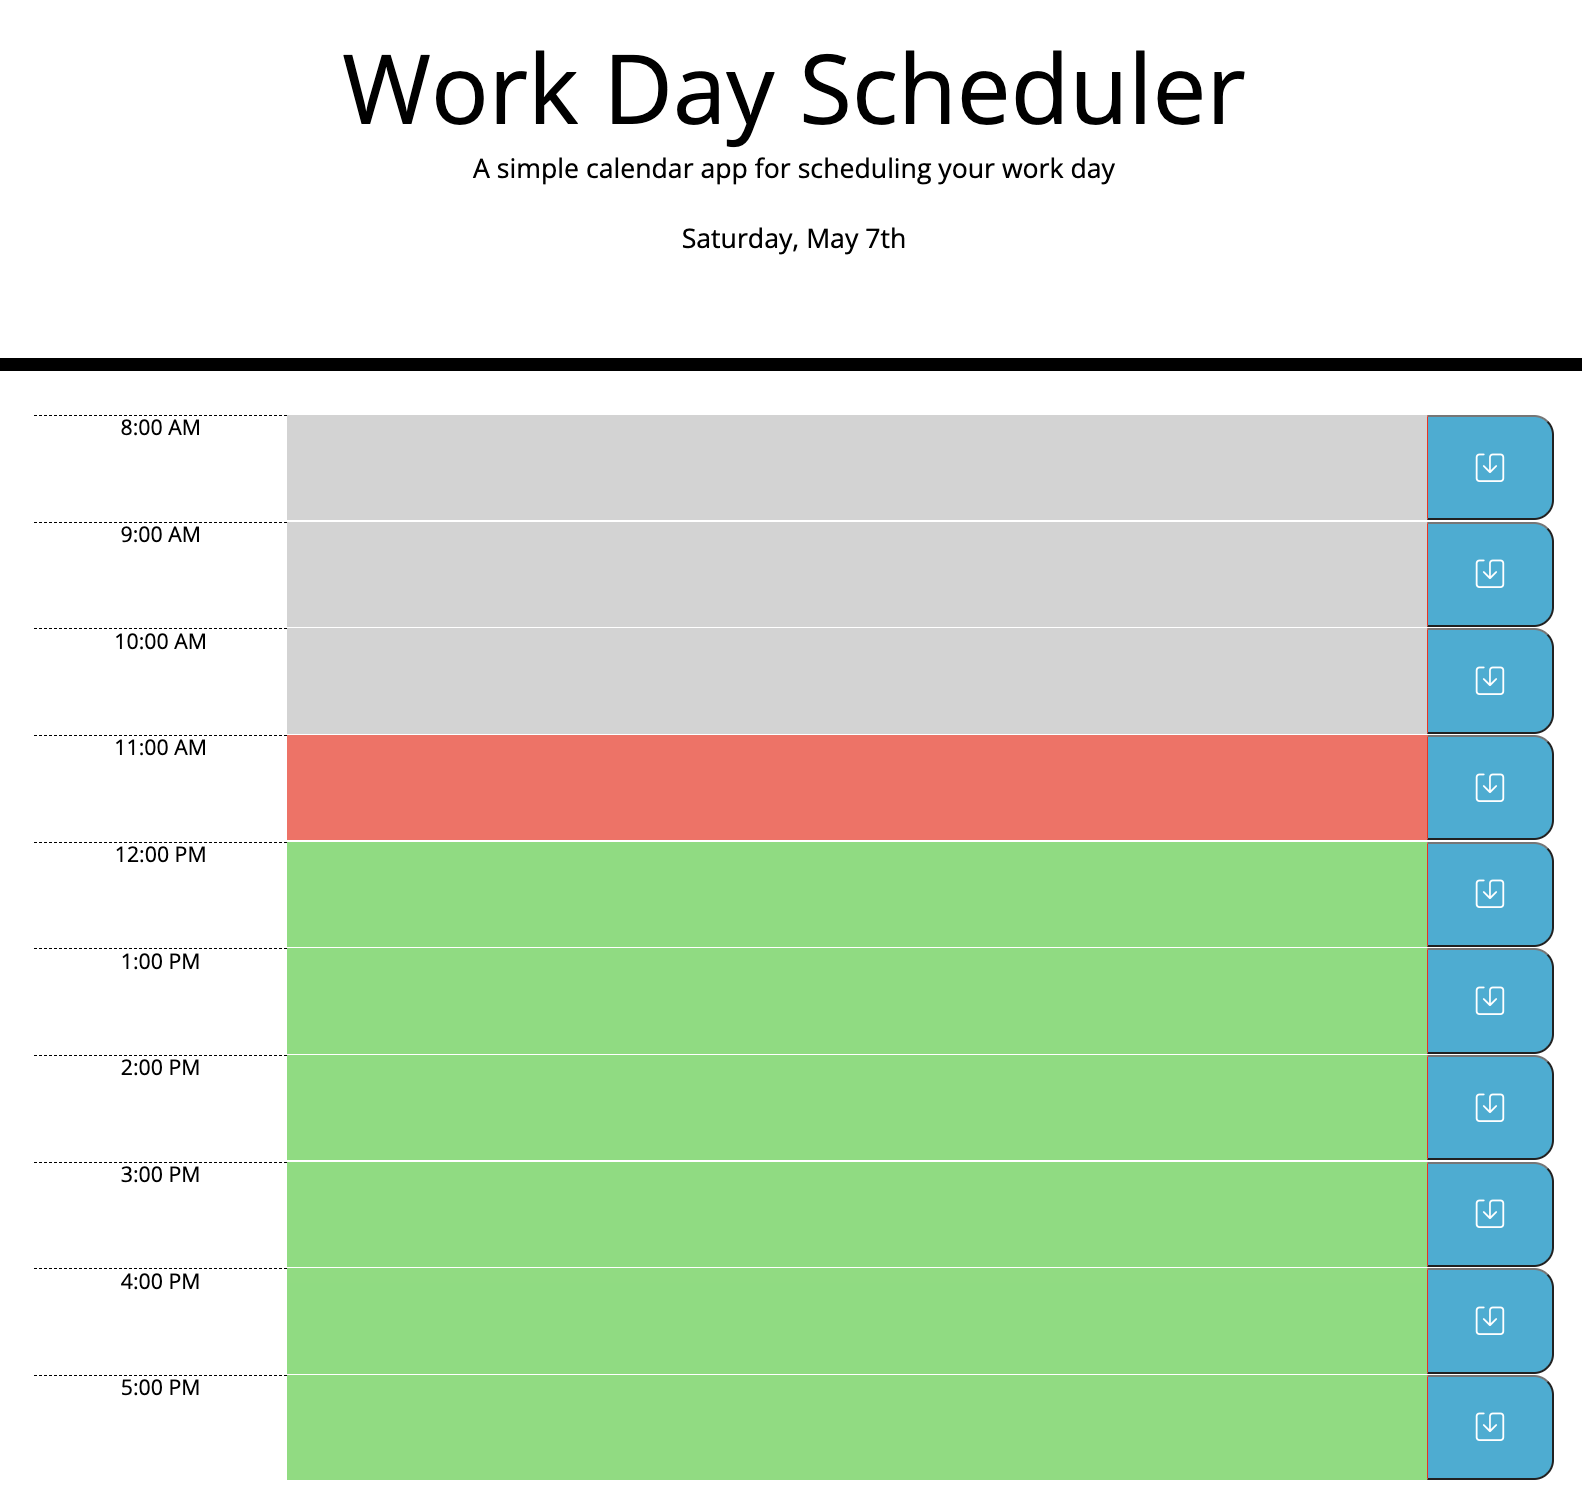 Work Day Scheduler
A simple calendar app for scheduling your work day
Saturday, May 7th
8:00 AM
9:00 AM
10:00 AM
11:00 AM
12:00 PM
1:00 PM
2:00 PM
3:00 PM
4:00 PM
5:00 PM